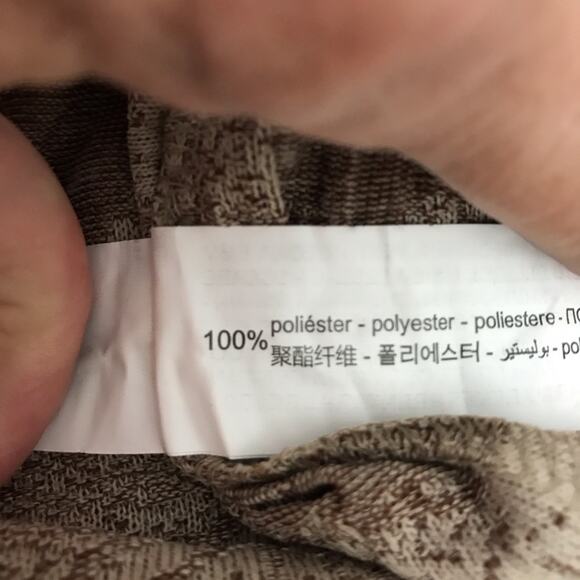 100% poliéster - polyester - poliestere -
聚酯纤维 - 폴리에스터 - بوليستير -